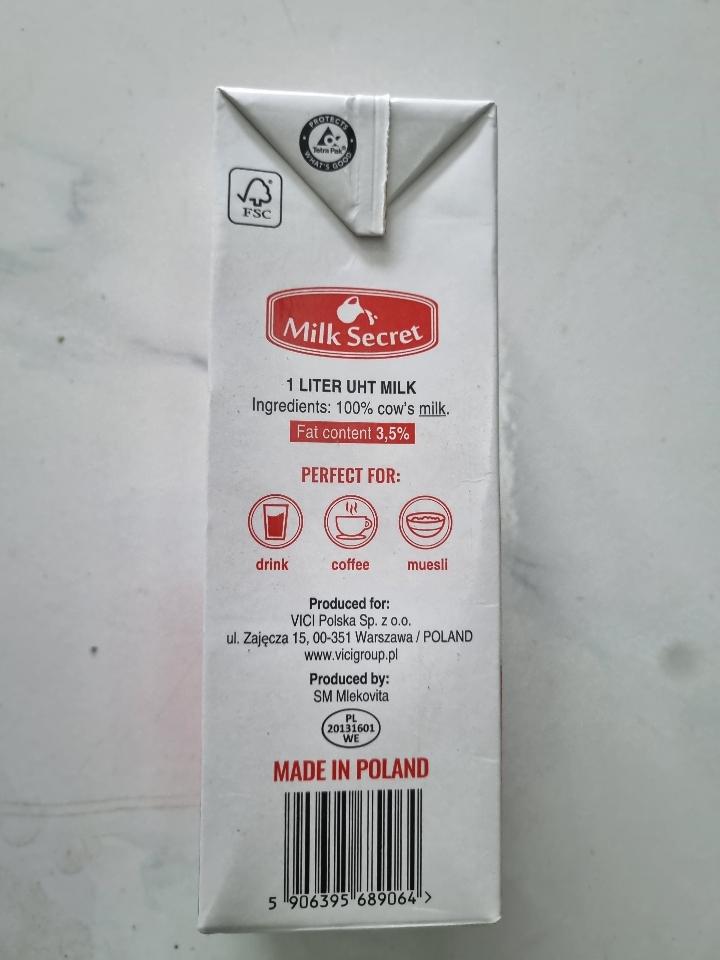 PROTECTS
Tetra Pak®
WHAT'S GOOD
FSC
Milk Secret
1 LITER UHT MILK
Ingredients: 100% cow's milk.
Fat content 3,5%
PERFECT FOR:
drink coffee muesli
Produced for:
VICI Polska Sp. z o.o.
ul. Zajęcza 15, 00-351 Warszawa / POLAND
www.vicigroup.pl
Produced by:
SM Mlekovita
PL
20131601
WE
MADE IN POLAND
5 906395 689064 >